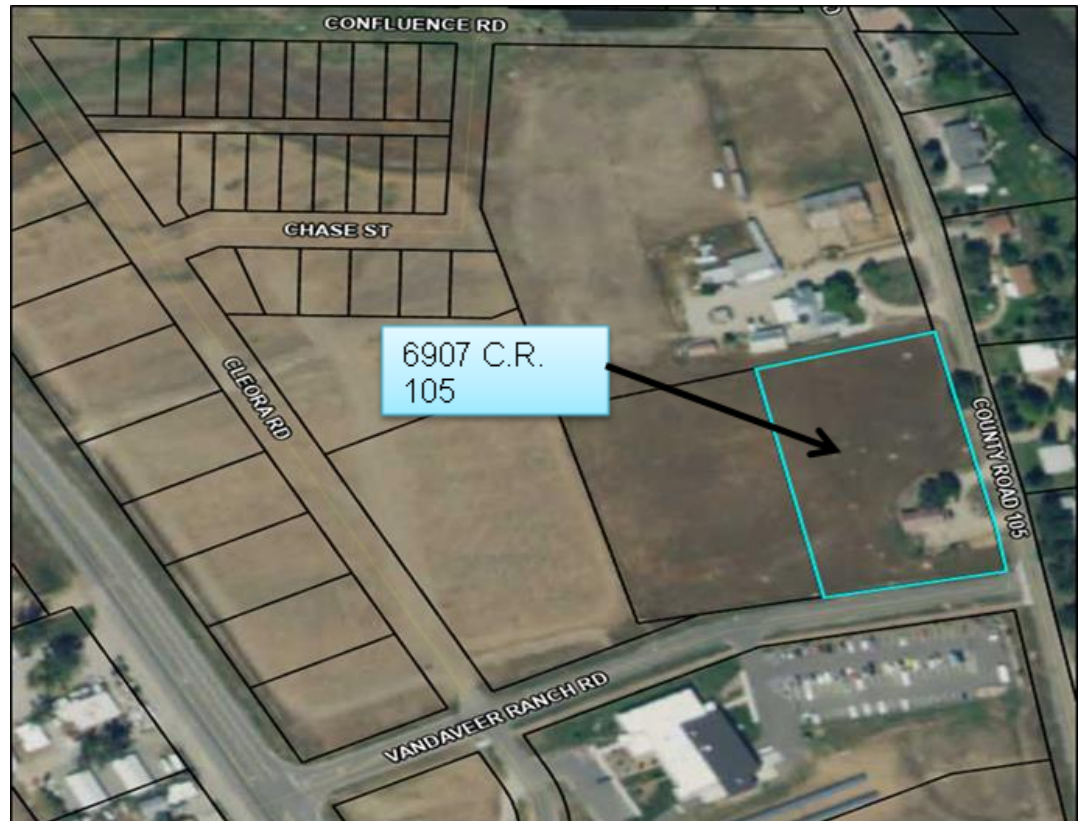 CONFLUENCE RD
CHASE ST
6907 C.R.
105
CLEORA RD
COUNTY ROAD 105
VANDAVEER RANCH RD